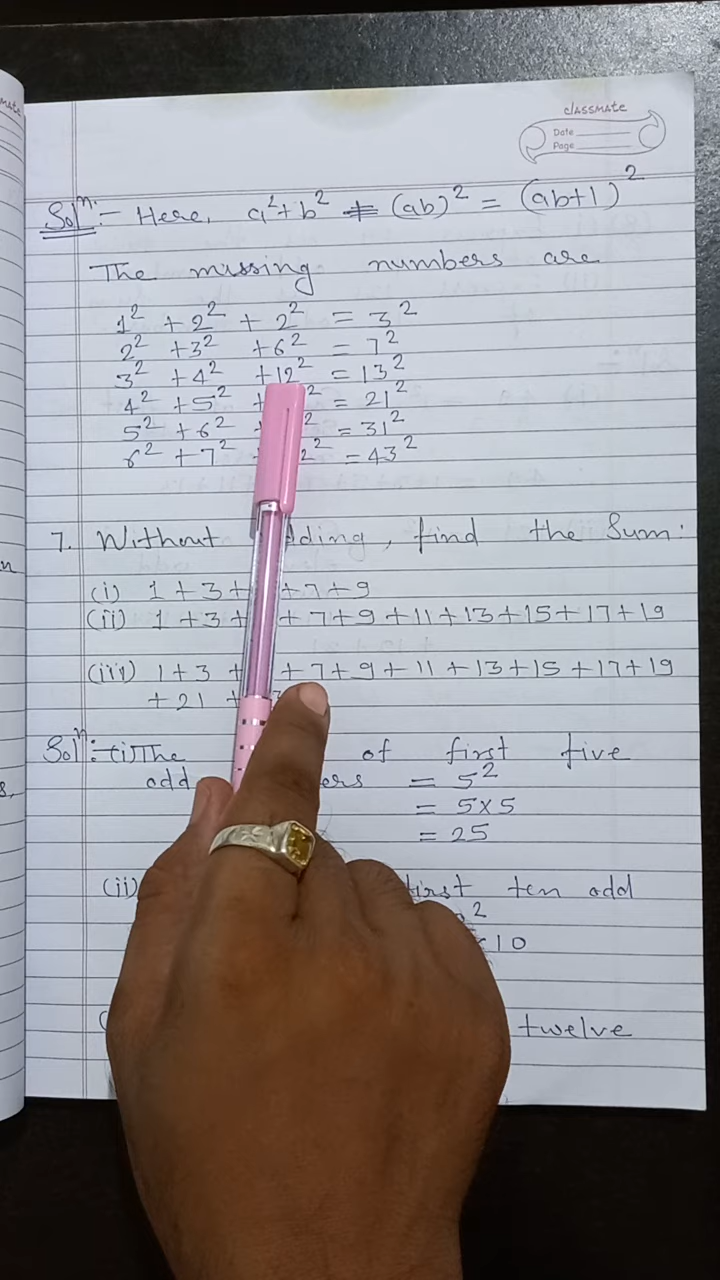 CLASSMATE
Date
Page
Solⁿ:- Here, a² + b² + (ab)² = (ab+1)²
The missing numbers are
1² + 2² + 2² = 3²
2² + 3² + 6² = 7²
3² + 4² + 12² = 13²
4² + 5² + ² = 21²
5² + 6² ² = 31²
6² + 7² 2² = 43²
7. Without dding, find the Sum:
(i) 1 + 3 + + 7 + 9
(ii) 1 + 3 + + 7 + 9 + 11 + 13 + 15 + 17 + 19
(iii) 1 + 3 + + 7 + 9 + 11 + 13 + 15 + 17 + 19
+ 21 +
Solⁿ:- (i) The of first five
add ers = 5²
= 5×5
= 25
(ii) first ten add
²
×10
twelve